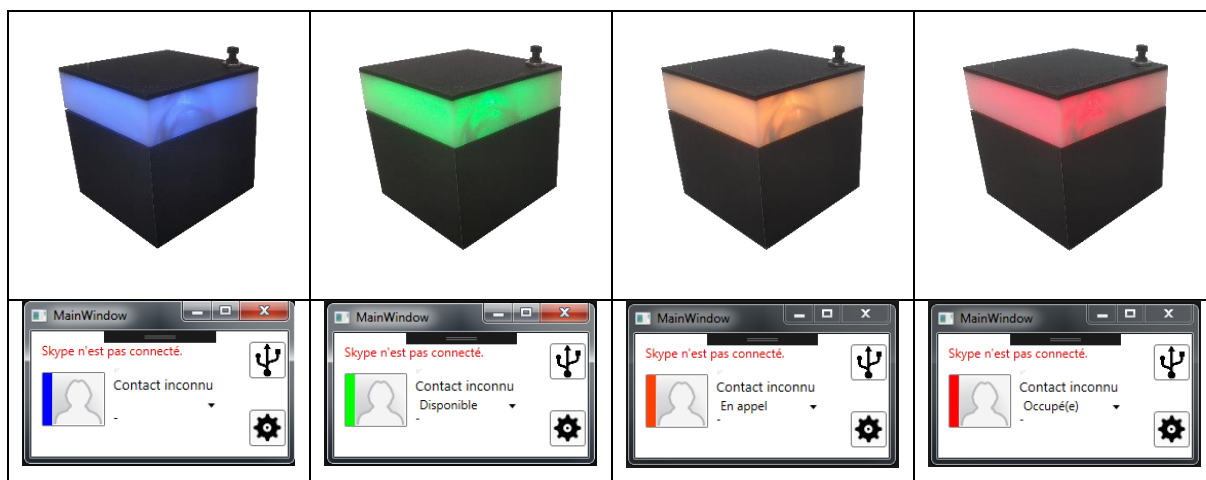 MainWindow
Skype n'est pas connecté.
Contact inconnu
-
MainWindow
Skype n'est pas connecté.
Contact inconnu
Disponible
-
MainWindow
Skype n'est pas connecté.
Contact inconnu
En appel
-
MainWindow
Skype n'est pas connecté.
Contact inconnu
Occupé(e)
-